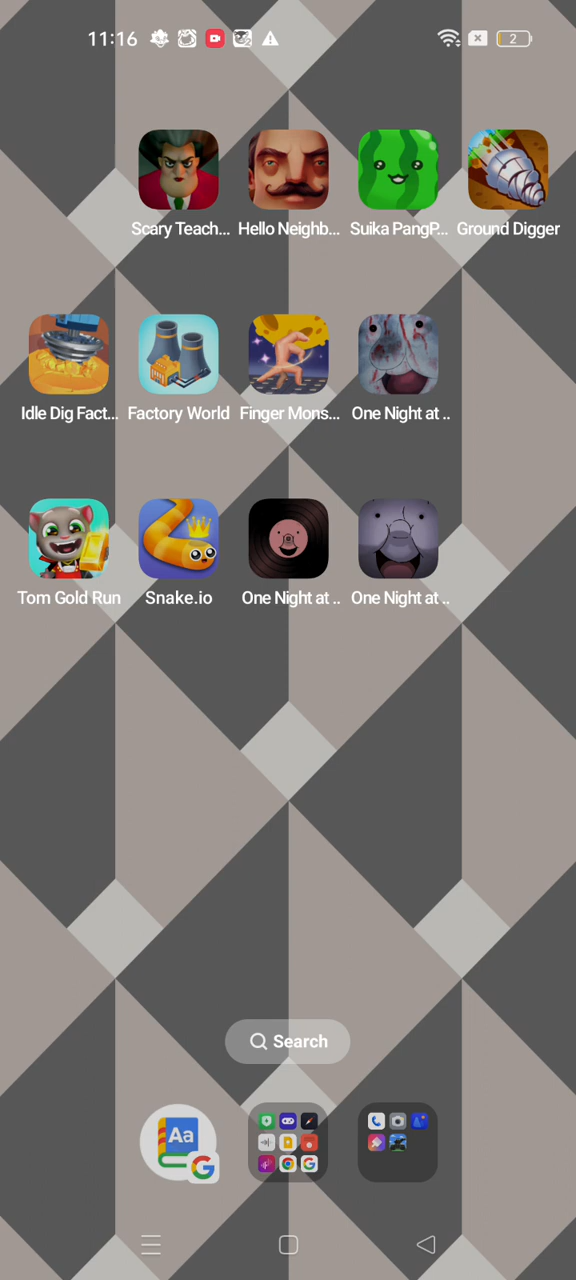 11:16
2
Scary Teach...
Hello Neighb...
Suika PangP...
Ground Digger
Idle Dig Fact...
Factory World
Finger Mons...
One Night at ..
Tom Gold Run
Snake.io
One Night at ..
One Night at ..
Search
Aa
G